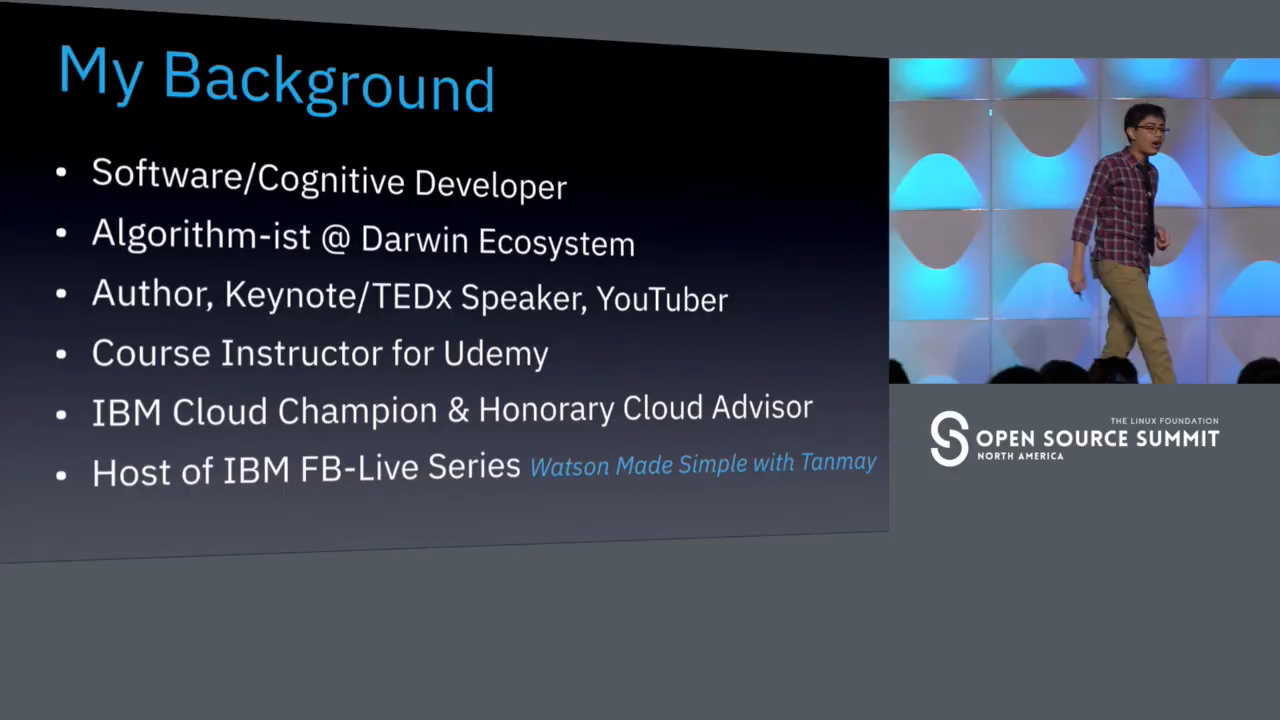 My Background
• Software/Cognitive Developer
• Algorithm-ist @ Darwin Ecosystem
• Author, Keynote/TEDx Speaker, YouTuber
• Course Instructor for Udemy
• IBM Cloud Champion & Honorary Cloud Advisor
• Host of IBM FB-Live Series Watson Made Simple with Tanmay
THE LINUX FOUNDATION
OPEN SOURCE SUMMIT
NORTH AMERICA